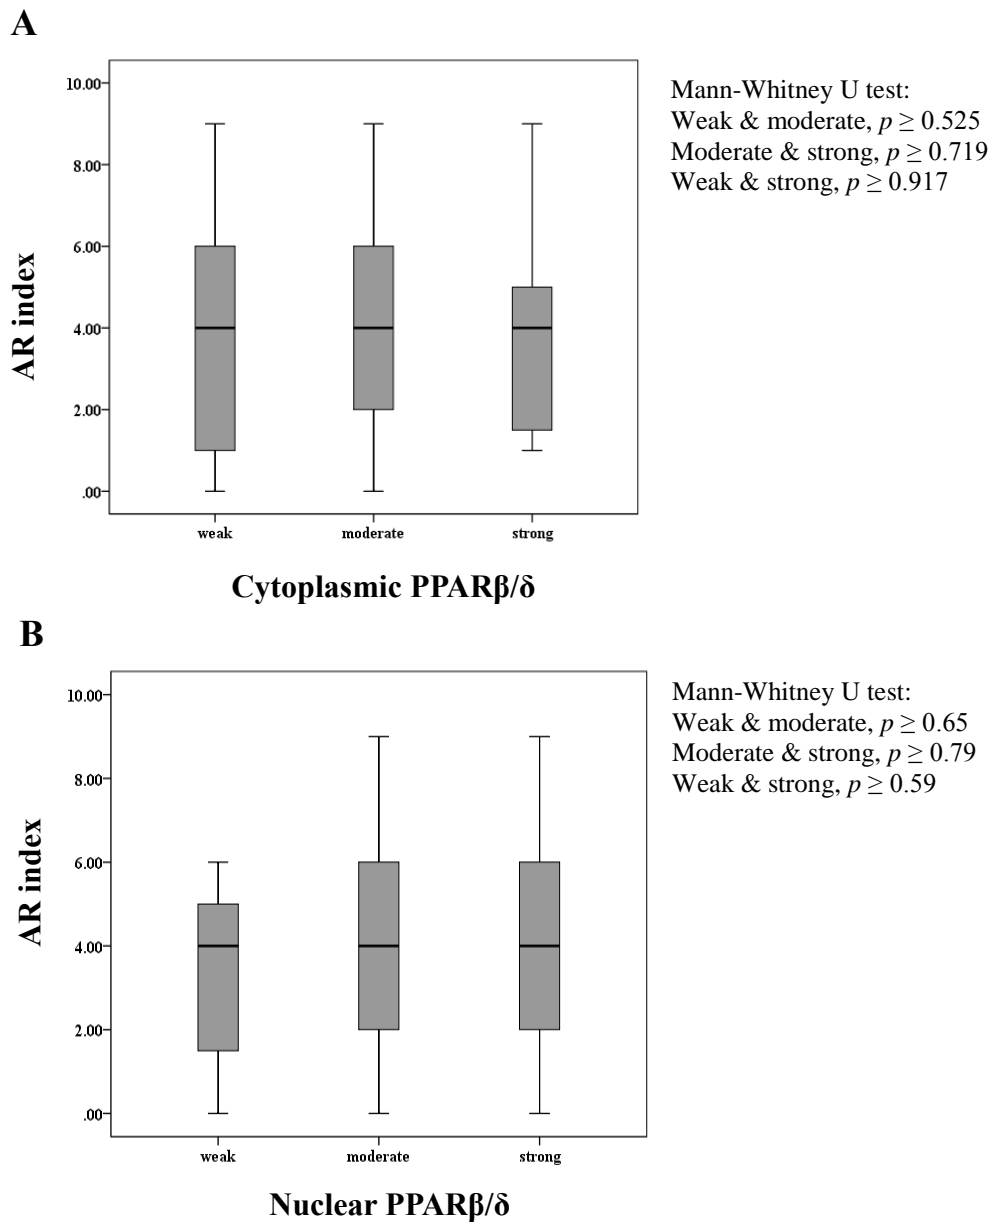 A
Mann-Whitney U test:
Weak & moderate, p ≥ 0.525
Moderate & strong, p ≥ 0.719
Weak & strong, p ≥ 0.917
AR index
10.00
8.00
6.00
4.00
2.00
.00
weak moderate strong
Cytoplasmic PPARβ/δ
B
Mann-Whitney U test:
Weak & moderate, p ≥ 0.65
Moderate & strong, p ≥ 0.79
Weak & strong, p ≥ 0.59
AR index
10.00
8.00
6.00
4.00
2.00
.00
weak moderate strong
Nuclear PPARβ/δ